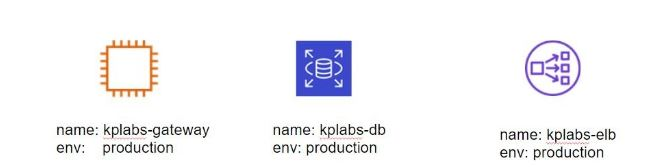 name: kplabs-gateway
env: production
name: kplabs-db
env: production
name: kplabs-elb
env: production